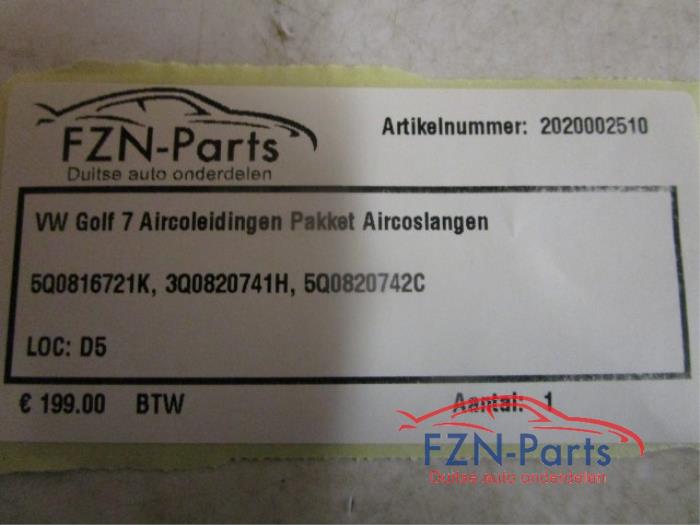 FZN-Parts
Duitse auto onderdelen
Artikelnummer: 2020002510
VW Golf 7 Aircoleidingen Pakket Aircoslangen
5Q0816721K, 3Q0820741H, 5Q0820742C
LOC: D5
€ 199.00 BTW
Aantal: 1
FZN-Parts
Duitse auto onderdelen